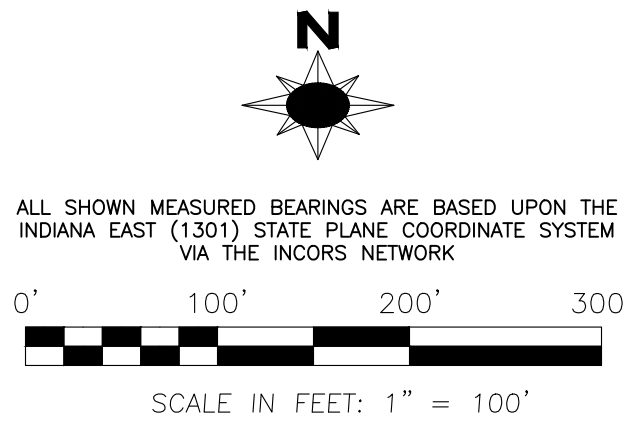 N
ALL SHOWN MEASURED BEARINGS ARE BASED UPON THE
INDIANA EAST (1301) STATE PLANE COORDINATE SYSTEM
VIA THE INCORS NETWORK
0' 100' 200' 300
SCALE IN FEET: 1" = 100'